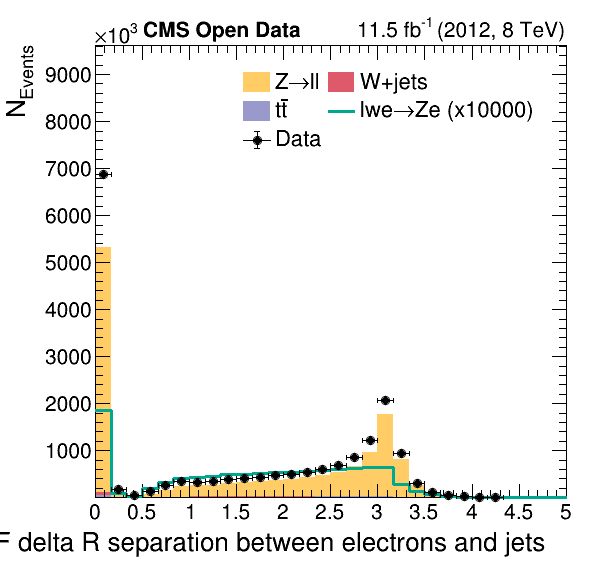 ×10³ CMS Open Data 11.5 fb⁻¹ (2012, 8 TeV)
N_Events
9000
8000
7000
6000
5000
4000
3000
2000
1000
Z→ll W+jets
tt̄ lwe→Ze (x10000)
Data
0 0.5 1 1.5 2 2.5 3 3.5 4 4.5 5
F delta R separation between electrons and jets